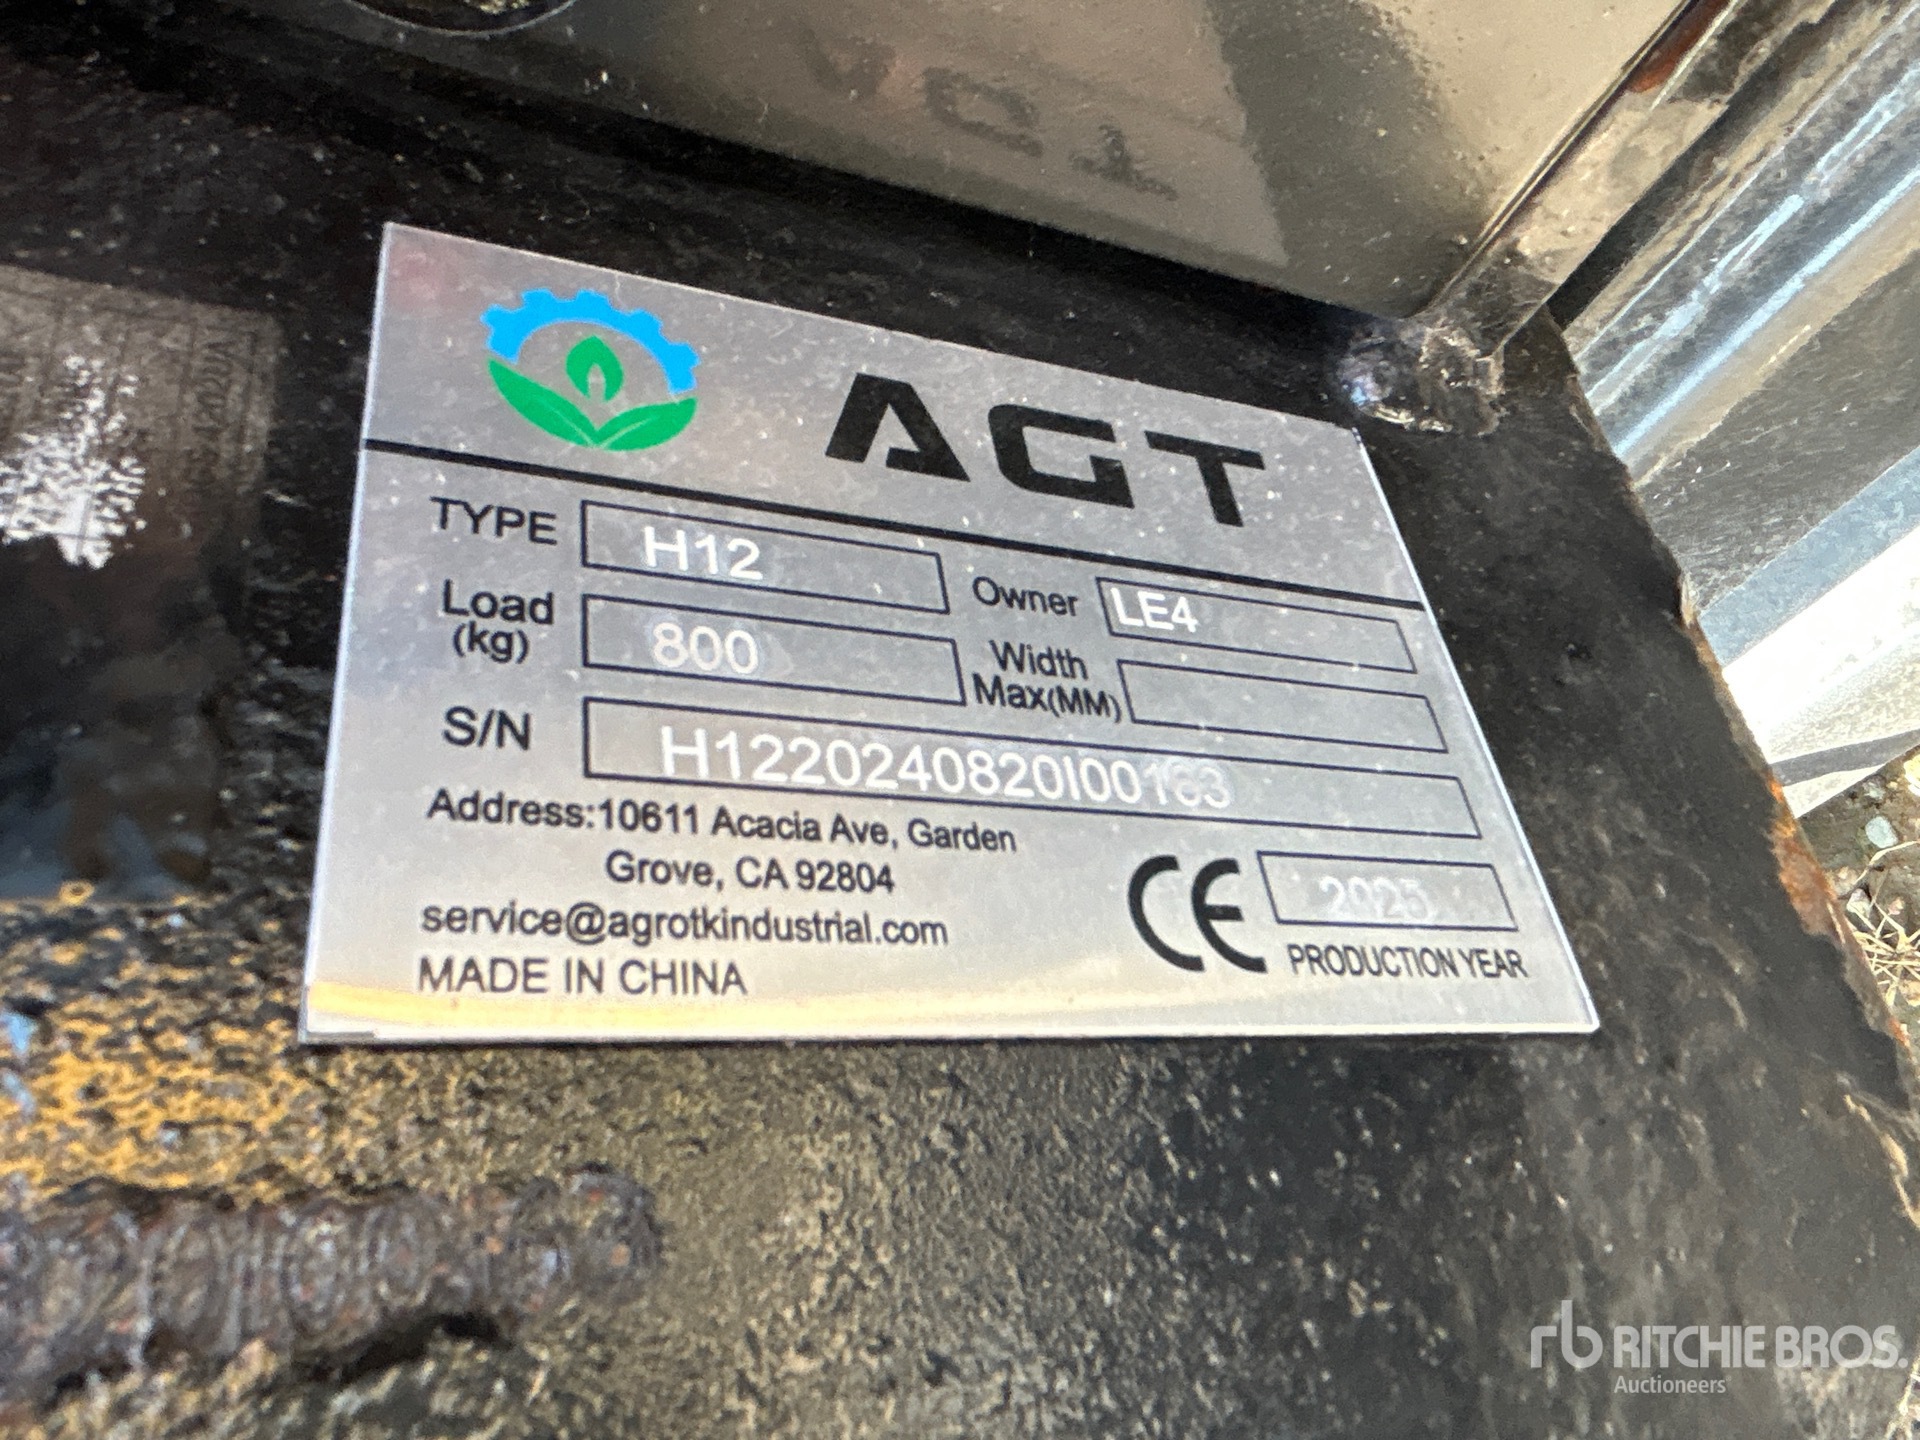 AGT
TYPE H12
Owner LE4
Load (kg) 800
Width Max(MM)
S/N H1220240820I00183
Address:10611 Acacia Ave, Garden
Grove, CA 92804
service@agrotkindustrial.com
MADE IN CHINA
CE 2025
PRODUCTION YEAR
rb RITCHIE BROS.
Auctioneers